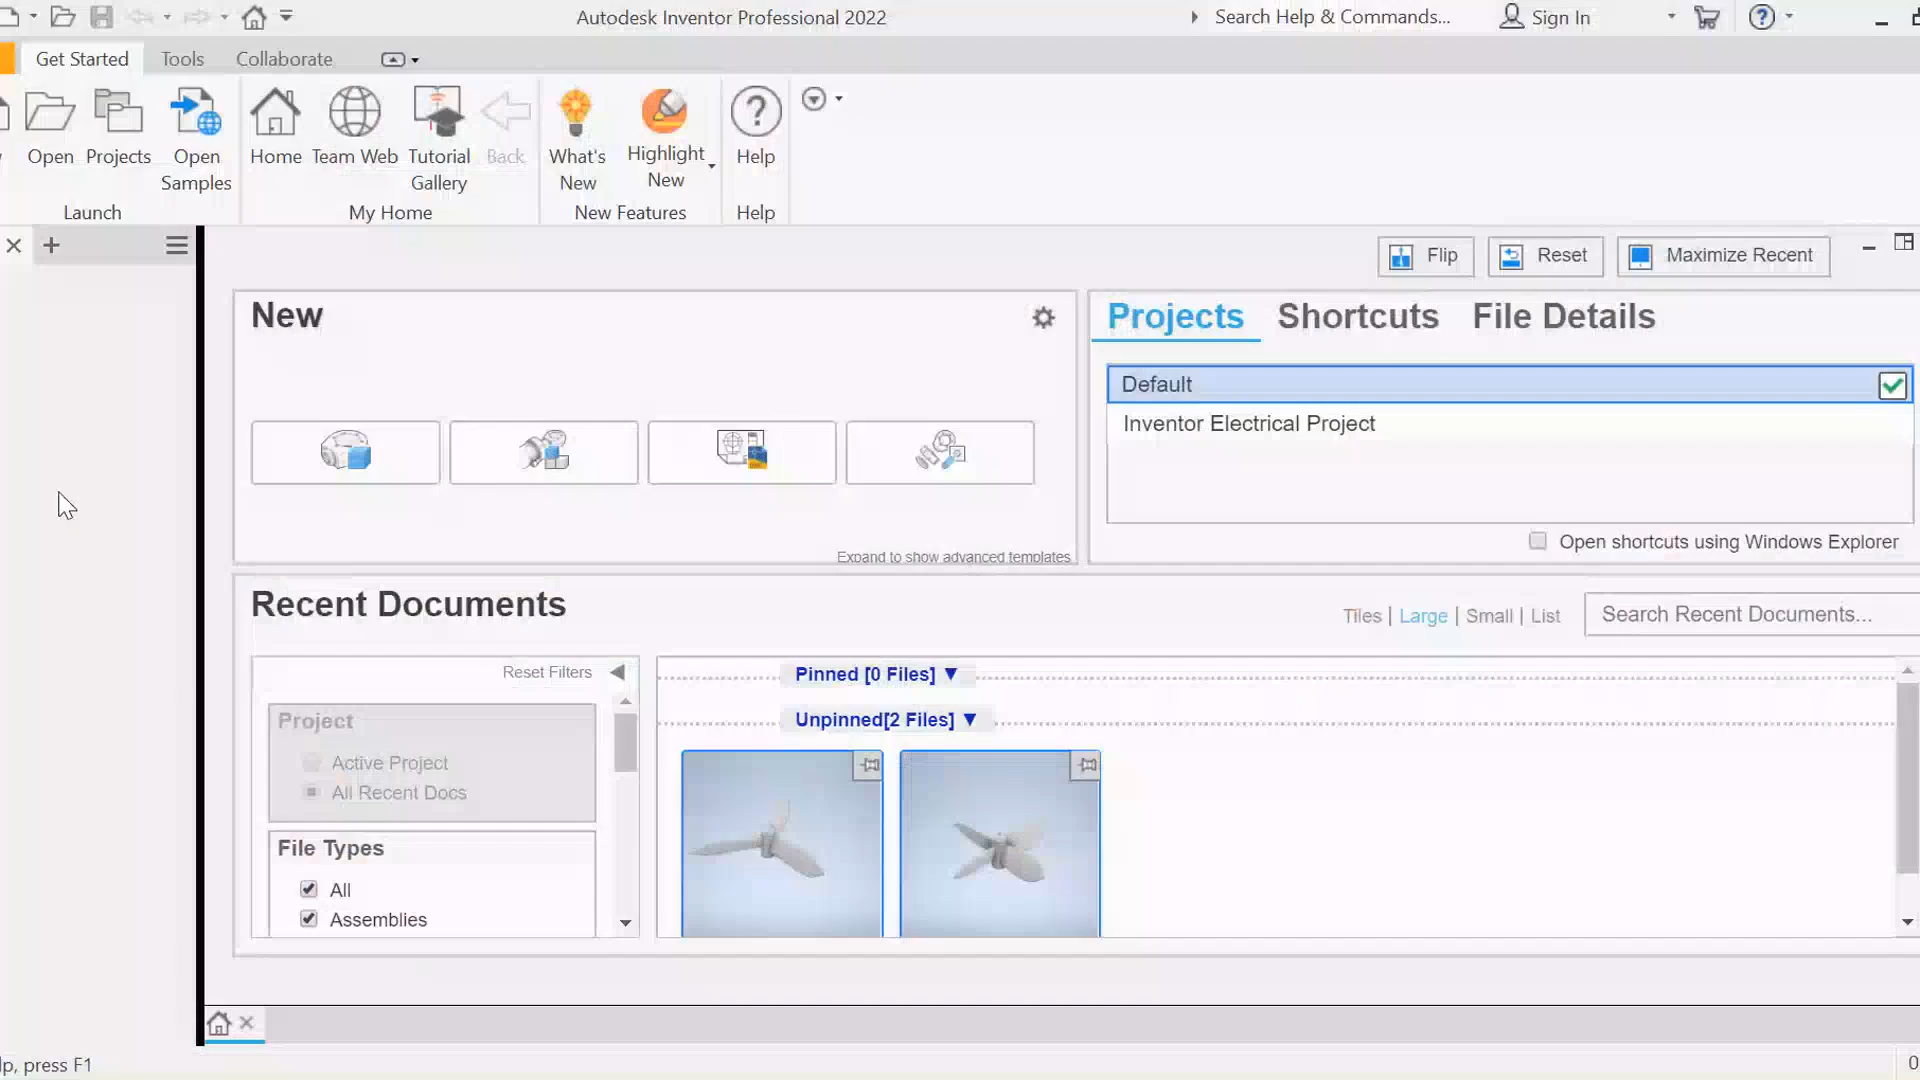 Autodesk Inventor Professional 2022
Search Help & Commands...
Sign In
Get Started
Tools
Collaborate
Open
Projects
Open Samples
Home
Team Web
Tutorial Gallery
Back
What's New
Highlight New
Help
Launch
My Home
New Features
Help
Flip
Reset
Maximize Recent
New
Expand to show advanced templates
Projects
Shortcuts
File Details
Default
Inventor Electrical Project
Open shortcuts using Windows Explorer
Recent Documents
Tiles | Large | Small | List
Search Recent Documents...
Reset Filters
Project
Active Project
All Recent Docs
File Types
All
Assemblies
Pinned [0 Files]
Unpinned[2 Files]
lp, press F1
0